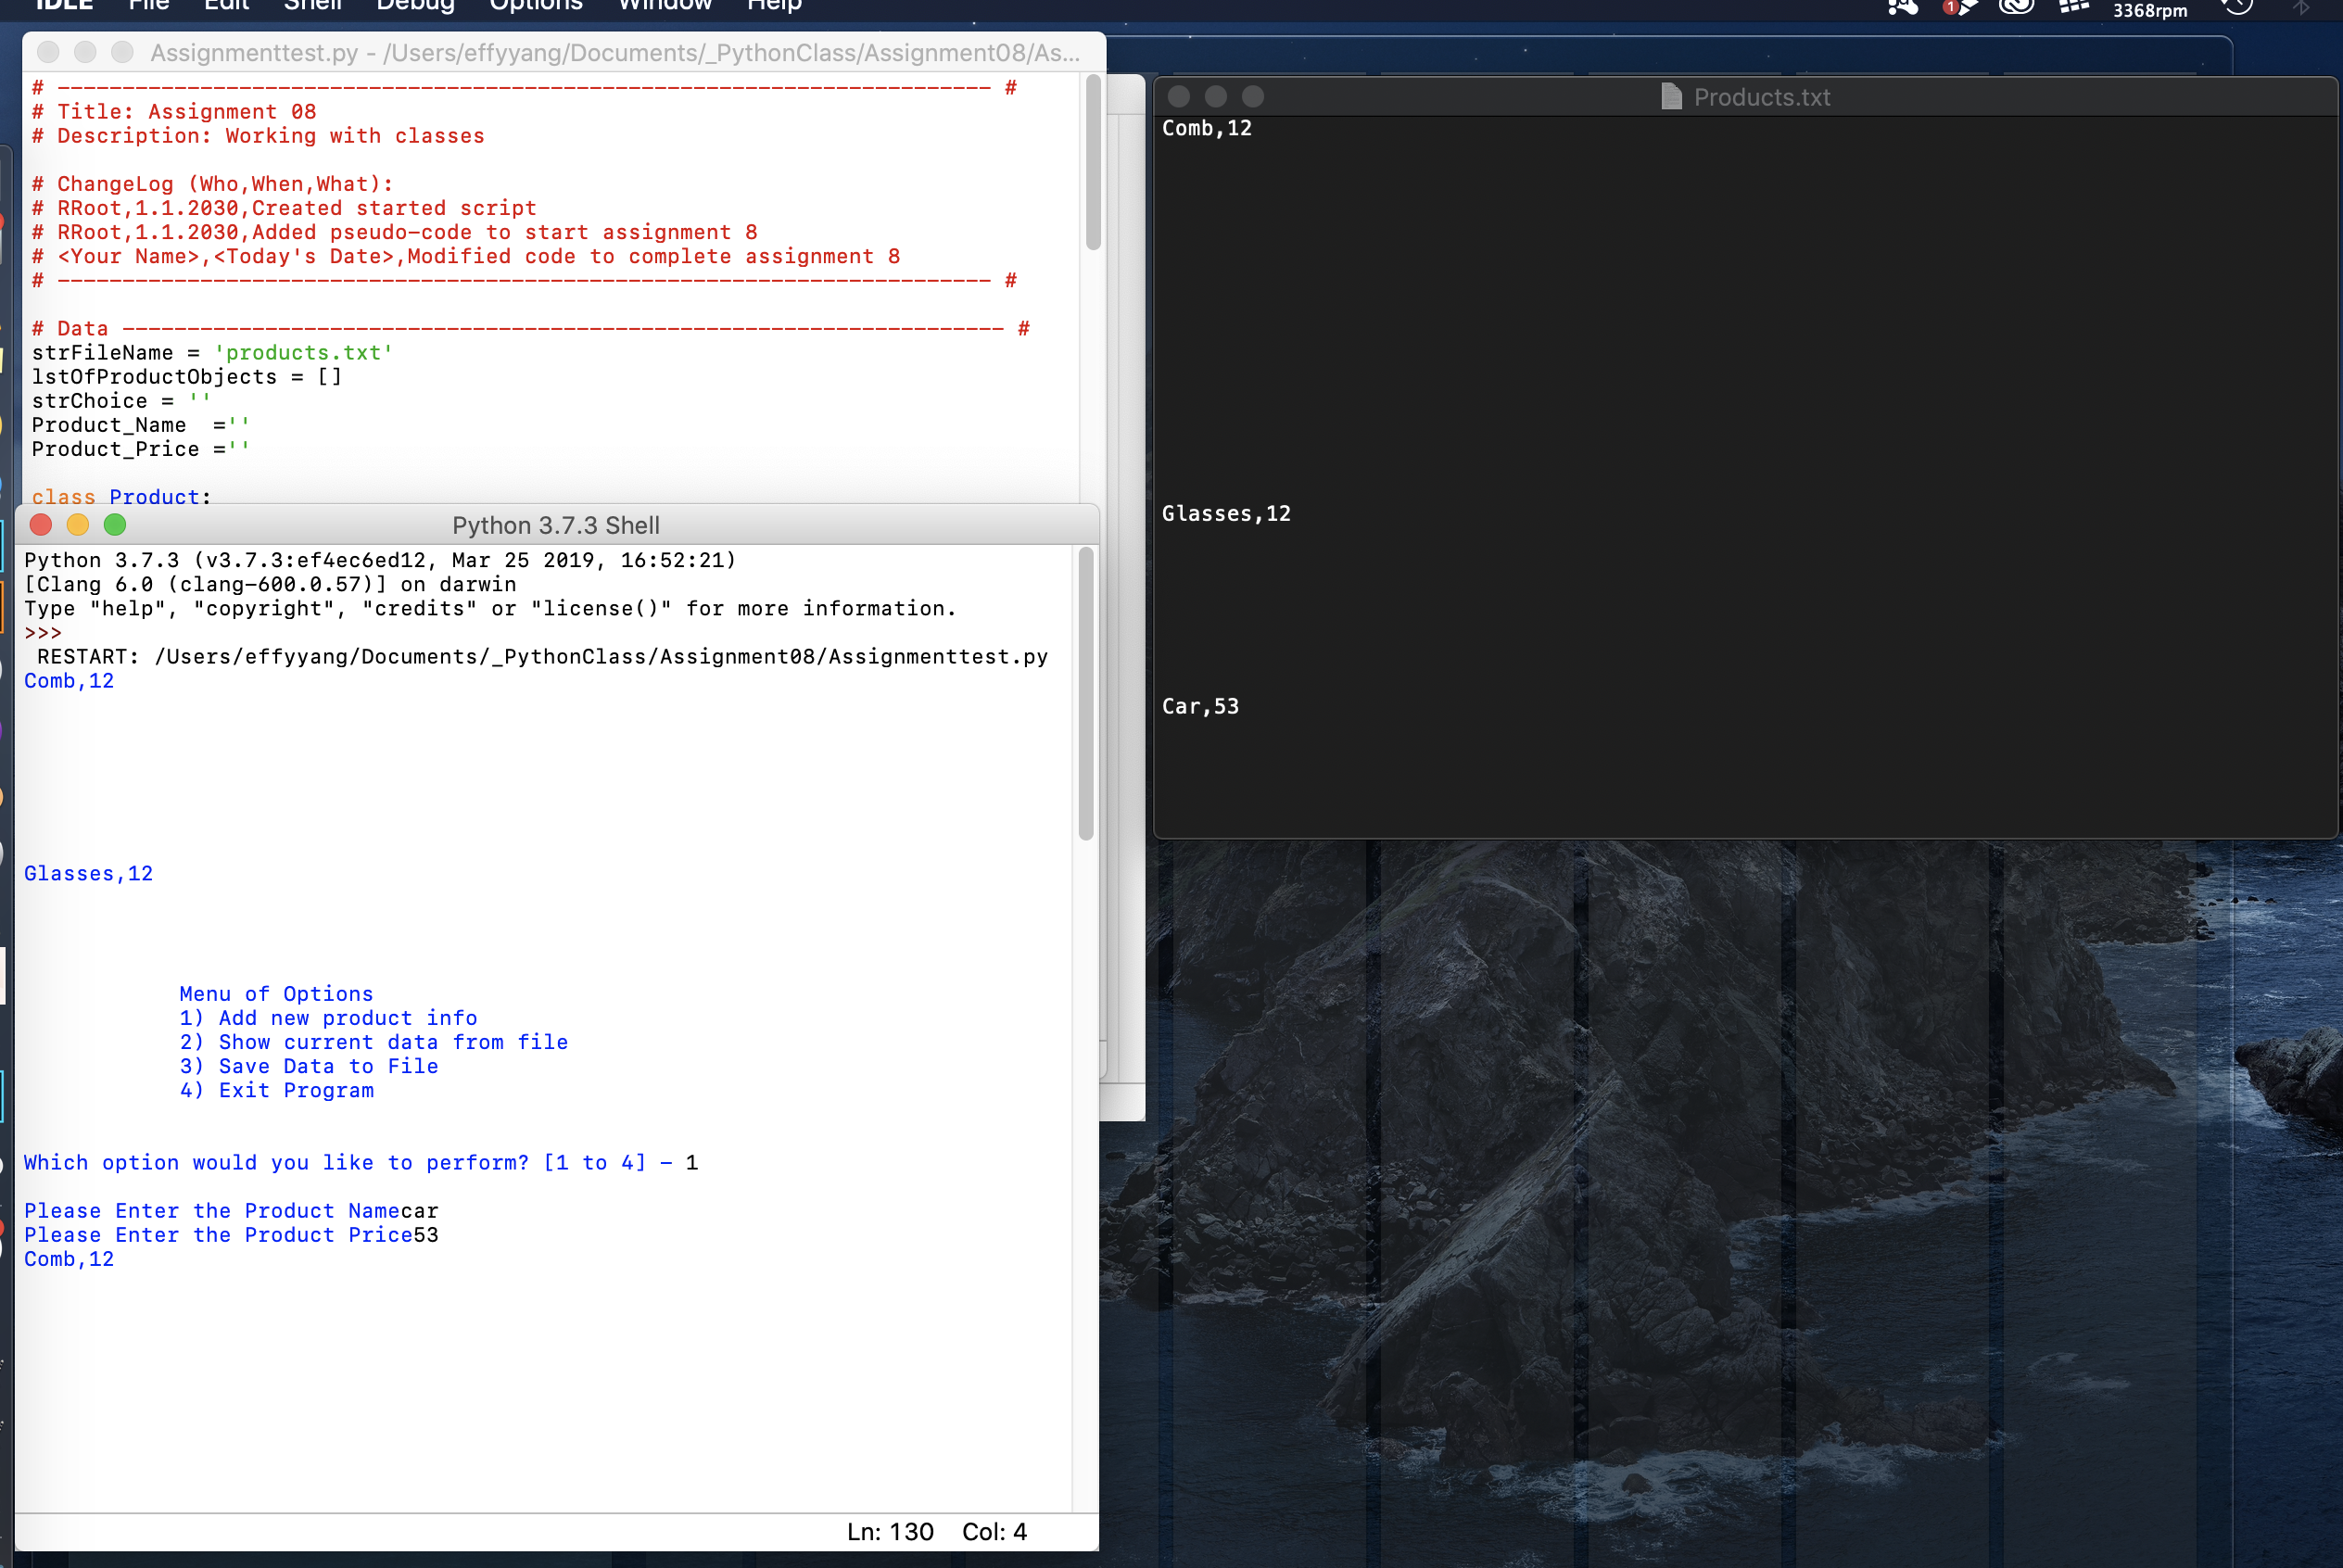 IDLE File Edit Shell Debug Options Window Help
1
3368rpm
Assignmenttest.py - /Users/effyyang/Documents/_PythonClass/Assignment08/As...
# ------------------------------------------------------------------------ #
# Title: Assignment 08
# Description: Working with classes
# ChangeLog (Who,When,What):
# RRoot,1.1.2030,Created started script
# RRoot,1.1.2030,Added pseudo-code to start assignment 8
# <Your Name>,<Today's Date>,Modified code to complete assignment 8
# ------------------------------------------------------------------------ #
# Data -------------------------------------------------------------------- #
strFileName = 'products.txt'
lstOfProductObjects = []
strChoice = ''
Product_Name  =''
Product_Price =''
class Product:
Python 3.7.3 Shell
Python 3.7.3 (v3.7.3:ef4ec6ed12, Mar 25 2019, 16:52:21)
[Clang 6.0 (clang-600.0.57)] on darwin
Type "help", "copyright", "credits" or "license()" for more information.
>>>
RESTART: /Users/effyyang/Documents/_PythonClass/Assignment08/Assignmenttest.py
Comb,12
Glasses,12
Menu of Options
1) Add new product info
2) Show current data from file
3) Save Data to File
4) Exit Program
Which option would you like to perform? [1 to 4] - 1
Please Enter the Product Namecar
Please Enter the Product Price53
Comb,12
Ln: 130 Col: 4
Products.txt
Comb,12
Glasses,12
Car,53